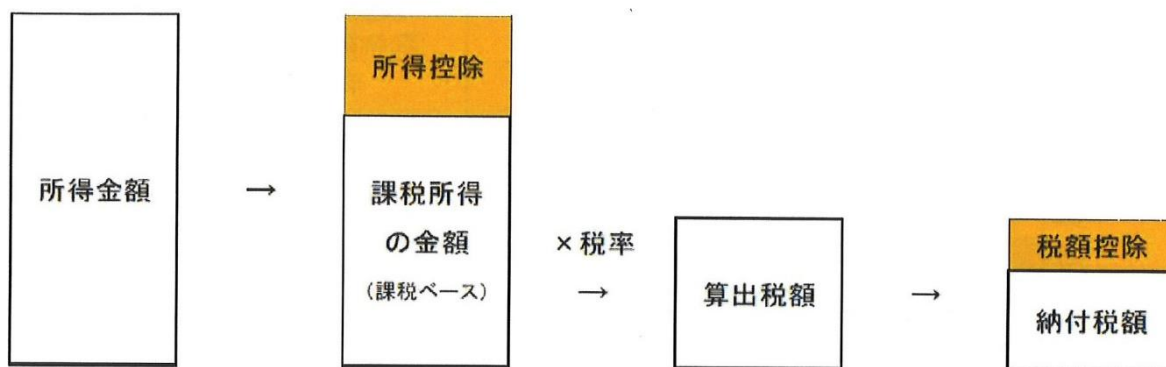 所得金額
→
所得控除
課税所得
の金額
(課税ベース)
×税率
→
算出税額
→
税額控除
納付税額